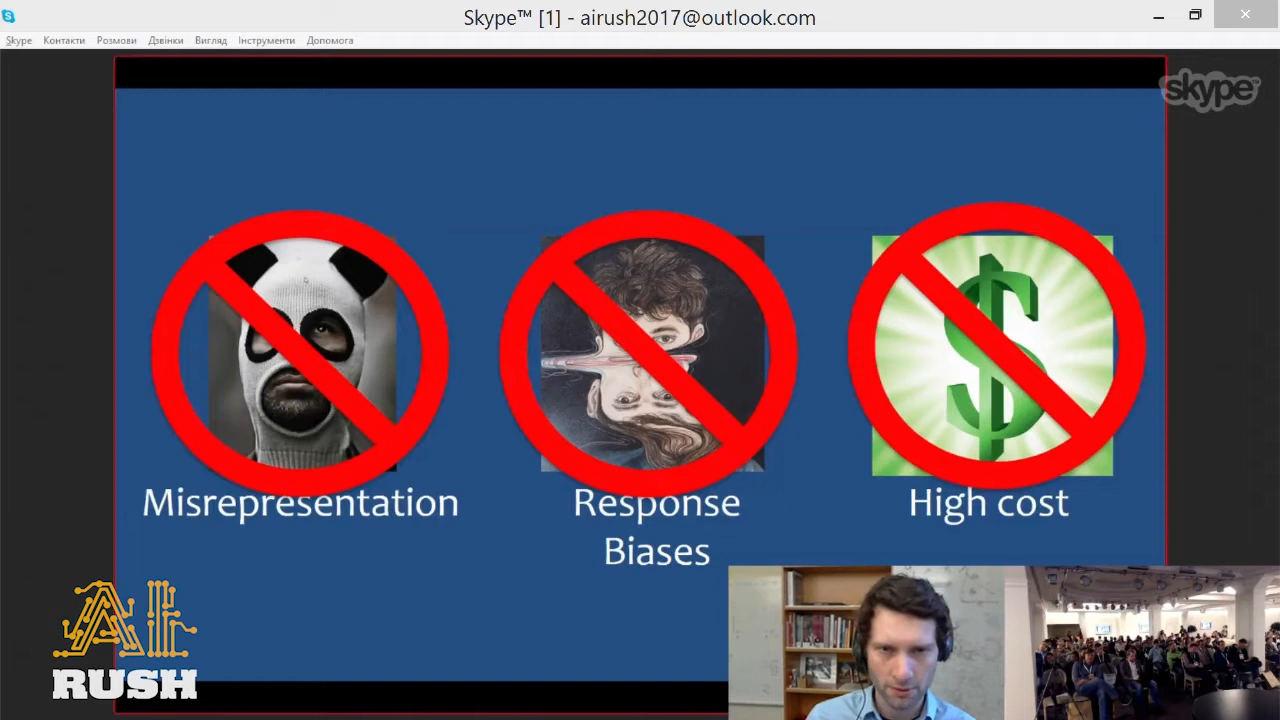 Skype™ [1] - airush2017@outlook.com
Skype Контакти Розмови Дзвінки Вигляд Інструменти Допомога
skype™
Misrepresentation
Response
Biases
High cost
AI
RUSH